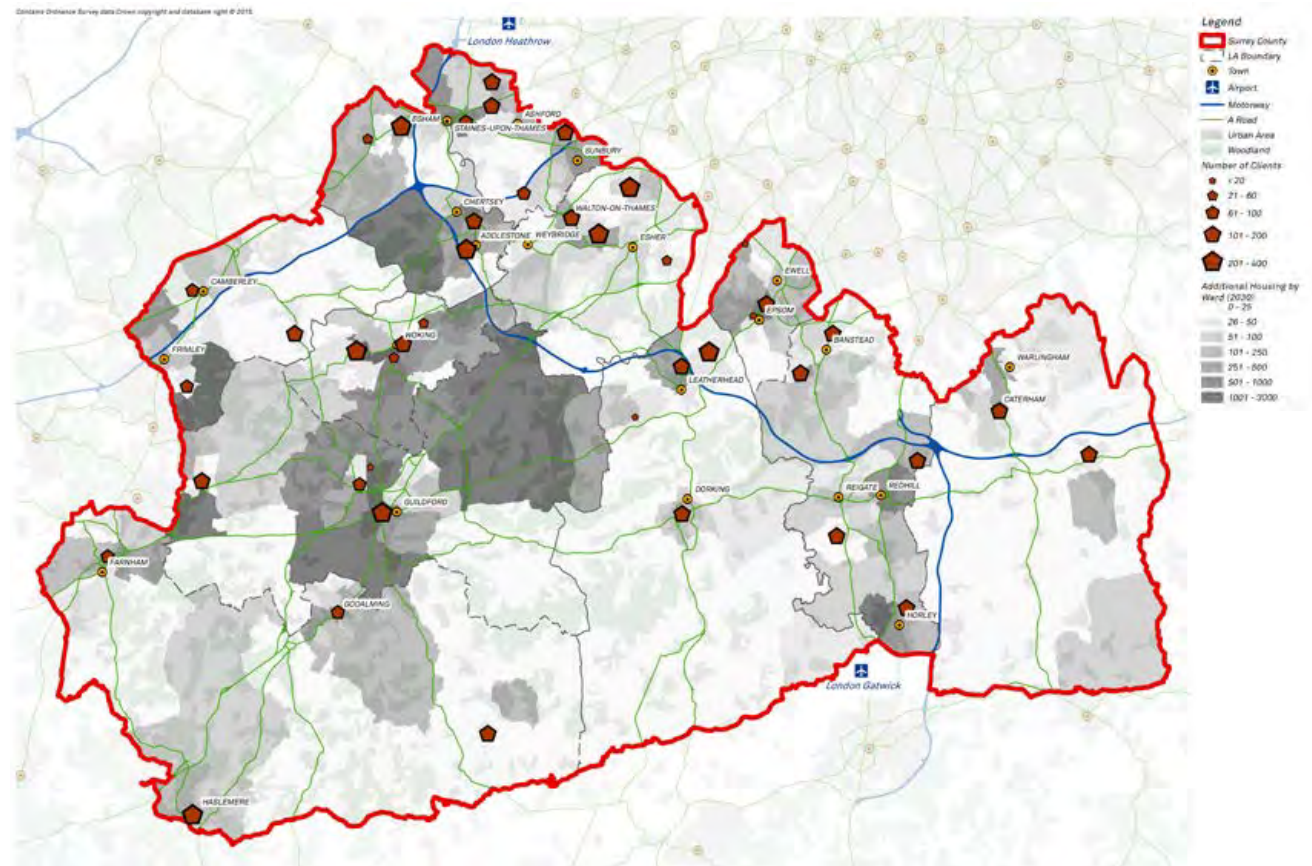 Contains Ordnance Survey data Crown copyright and database right © 2015
London Heathrow
EGHAM
STAINES-UPON-THAMES
ASHFORD
SUNBURY
CHERTSEY
WALTON-ON-THAMES
ADDLESTONE
WEYBRIDGE
ESHER
CAMBERLEY
EWELL
EPSOM
FRIMLEY
WOKING
BANSTEAD
WARLINGHAM
LEATHERHEAD
CATERHAM
GUILDFORD
DORKING
REIGATE
REDHILL
FARNHAM
GODALMING
HORLEY
London Gatwick
HASLEMERE
Legend
Surrey County
LA Boundary
Town
Airport
Motorway
A Road
Urban Area
Woodland
Number of Clients
< 20
21 - 60
61 - 100
101 - 200
201 - 400
Additional Housing by
Ward (2030)
0 - 25
26 - 50
51 - 100
101 - 250
251 - 500
501 - 1000
1001 - 3000